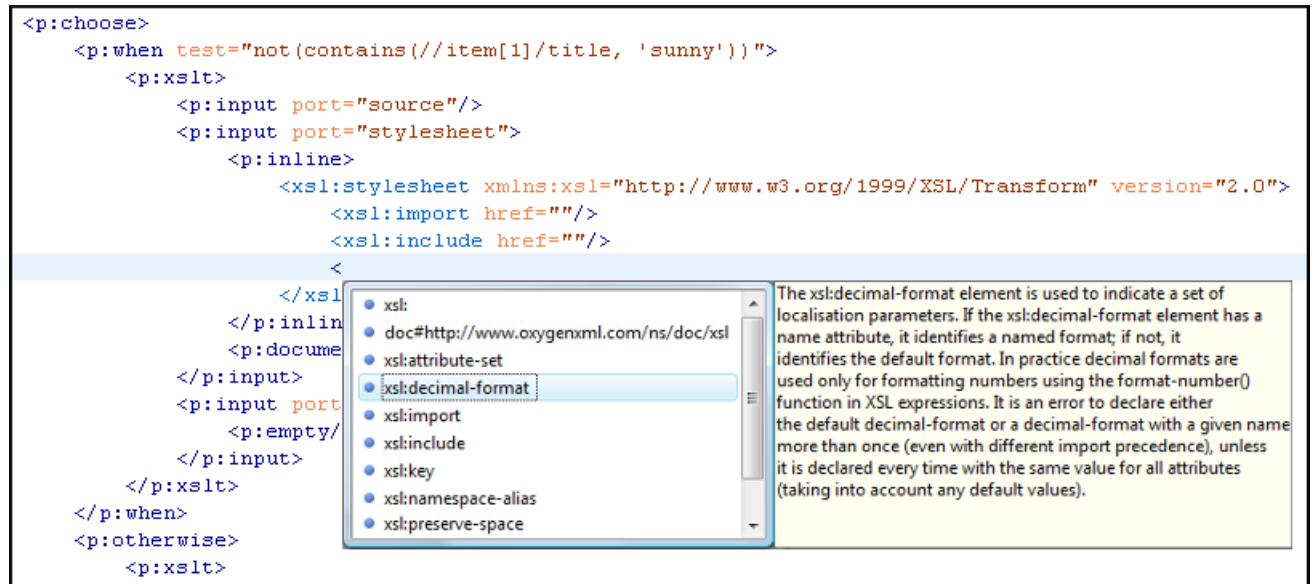 <p:choose>
<p:when test="not(contains(//item[1]/title, 'sunny'))">
<p:xslt>
<p:input port="source"/>
<p:input port="stylesheet">
<p:inline>
<xsl:stylesheet xmlns:xsl="http://www.w3.org/1999/XSL/Transform" version="2.0">
<xsl:import href=""/>
<xsl:include href=""/>
<
</xsl
</p:inlin
<p:docume
</p:input>
<p:input port
<p:empty/
</p:input>
</p:xslt>
</p:when>
<p:otherwise>
<p:xslt>
xsl:
doc#http://www.oxygenxml.com/ns/doc/xsl
xsl:attribute-set
xsl:decimal-format
xsl:import
xsl:include
xsl:key
xsl:namespace-alias
xsl:preserve-space
The xsl:decimal-format element is used to indicate a set of
localisation parameters. If the xsl:decimal-format element has a
name attribute, it identifies a named format; if not, it
identifies the default format. In practice decimal formats are
used only for formatting numbers using the format-number()
function in XSL expressions. It is an error to declare either
the default decimal-format or a decimal-format with a given name
more than once (even with different import precedence), unless
it is declared every time with the same value for all attributes
(taking into account any default values).